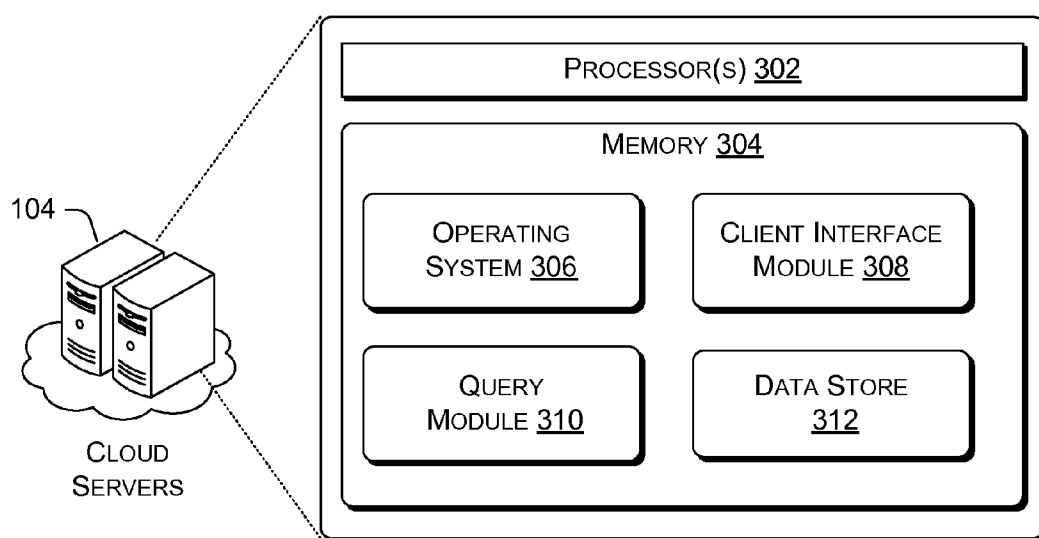 PROCESSOR(S) 302
MEMORY 304
104
OPERATING
SYSTEM 306
CLIENT INTERFACE
MODULE 308
QUERY
MODULE 310
DATA STORE
312
CLOUD
SERVERS